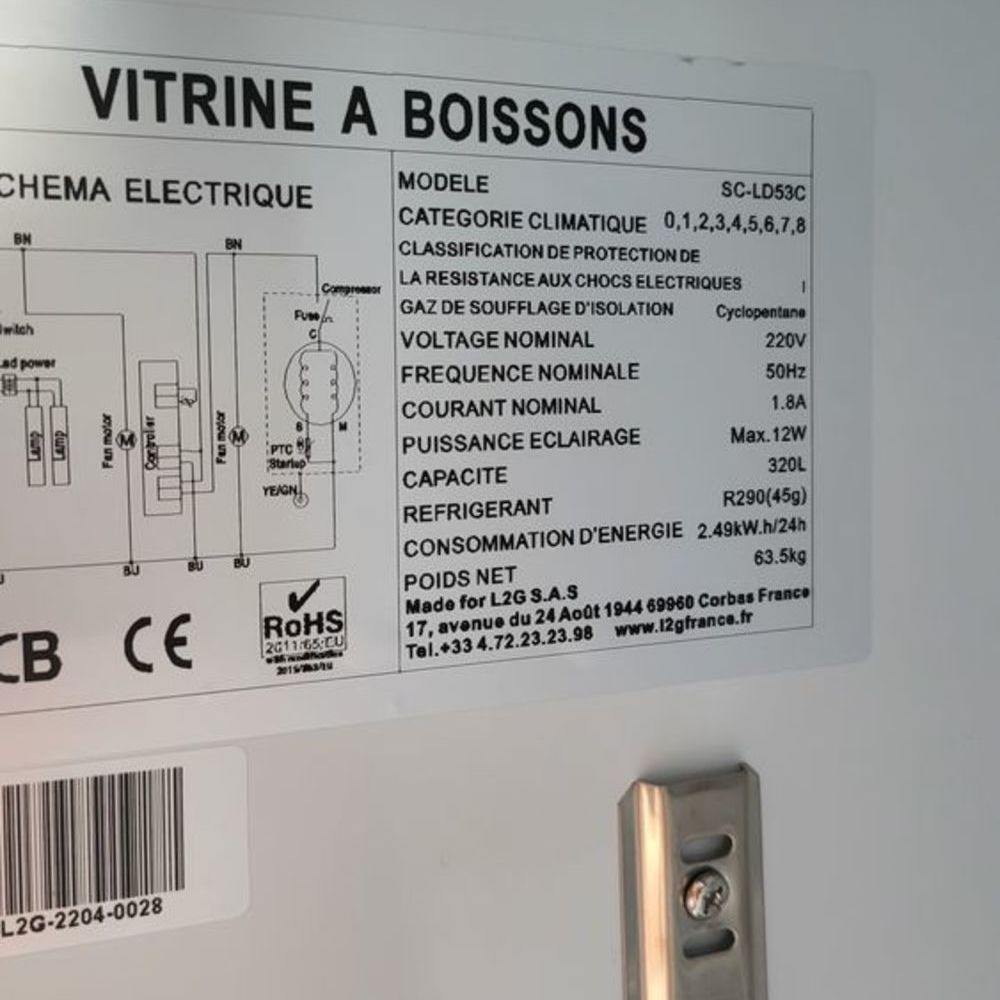 VITRINE A BOISSONS
CHEMA ELECTRIQUE
BN
BN
Compressor
Fuse
C
witch
ed power
Lamp
Lamp
Fan motor
M
Controller
Fan motor
M
S
M
PTC
Startup
YE/GN
BU
BU
BU
CB
CE
RoHS
2011/65/EU
MODELE SC-LD53C
CATEGORIE CLIMATIQUE 0,1,2,3,4,5,6,7,8
CLASSIFICATION DE PROTECTION DE
LA RESISTANCE AUX CHOCS ELECTRIQUES I
GAZ DE SOUFFLAGE D'ISOLATION Cyclopentane
VOLTAGE NOMINAL 220V
FREQUENCE NOMINALE 50Hz
COURANT NOMINAL 1.8A
PUISSANCE ECLAIRAGE Max.12W
CAPACITE 320L
REFRIGERANT R290(45g)
CONSOMMATION D'ENERGIE 2.49kW.h/24h
POIDS NET 63.5kg
Made for L2G S.A.S
17, avenue du 24 Août 1944 69960 Corbas France
Tel.+33 4.72.23.23.98 www.l2gfrance.fr
L2G-2204-0028